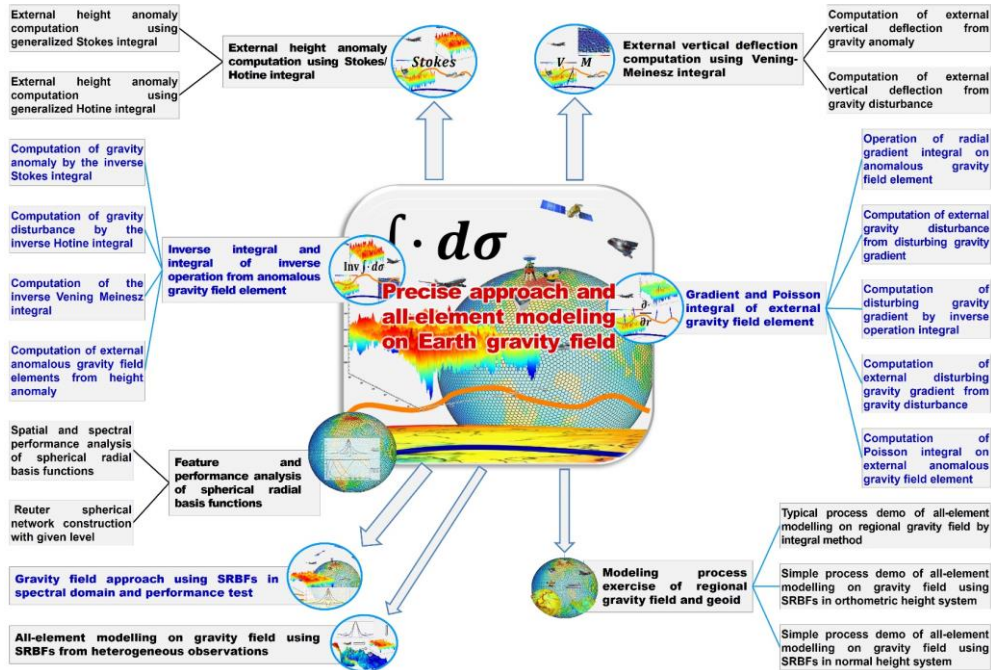 External height anomaly
computation using
generalized Stokes integral
External height anomaly
computation using
generalized Hotine integral
External height anomaly
computation using Stokes/
Hotine integral
Stokes
V — M
External vertical deflection
computation using Vening-
Meinesz integral
Computation of external
vertical deflection from
gravity anomaly
Computation of external
vertical deflection from
gravity disturbance
Computation of gravity
anomaly by the inverse
Stokes integral
Computation of gravity
disturbance by the
inverse Hotine integral
Computation of the
inverse Vening Meinesz
integral
Computation of external
anomalous gravity field
elements from height
anomaly
Inverse integral and
integral of inverse
operation from anomalous
gravity field element
Inv ∫ · dσ
∫ · dσ
Precise approach and
all-element modeling
on Earth gravity field
∂
∂r
Gradient and Poisson
integral of external
gravity field element
Operation of radial
gradient integral on
anomalous gravity
field element
Computation of external
gravity disturbance
from disturbing gravity
gradient
Computation of
disturbing gravity
gradient by inverse
operation integral
Computation of
external disturbing
gravity gradient from
gravity disturbance
Computation of
Poisson integral on
external anomalous
gravity field element
Spatial and spectral
performance analysis
of spherical radial
basis functions
Reuter spherical
network construction
with given level
Feature and
performance analysis
of spherical radial
basis functions
Gravity field approach using SRBFs in
spectral domain and performance test
All-element modelling on gravity field using
SRBFs from heterogeneous observations
Modeling process
exercise of regional
gravity field and geoid
Typical process demo of all-element
modelling on regional gravity field by
integral method
Simple process demo of all-element
modelling on gravity field using
SRBFs in orthometric height system
Simple process demo of all-element
modelling on gravity field using
SRBFs in normal height system